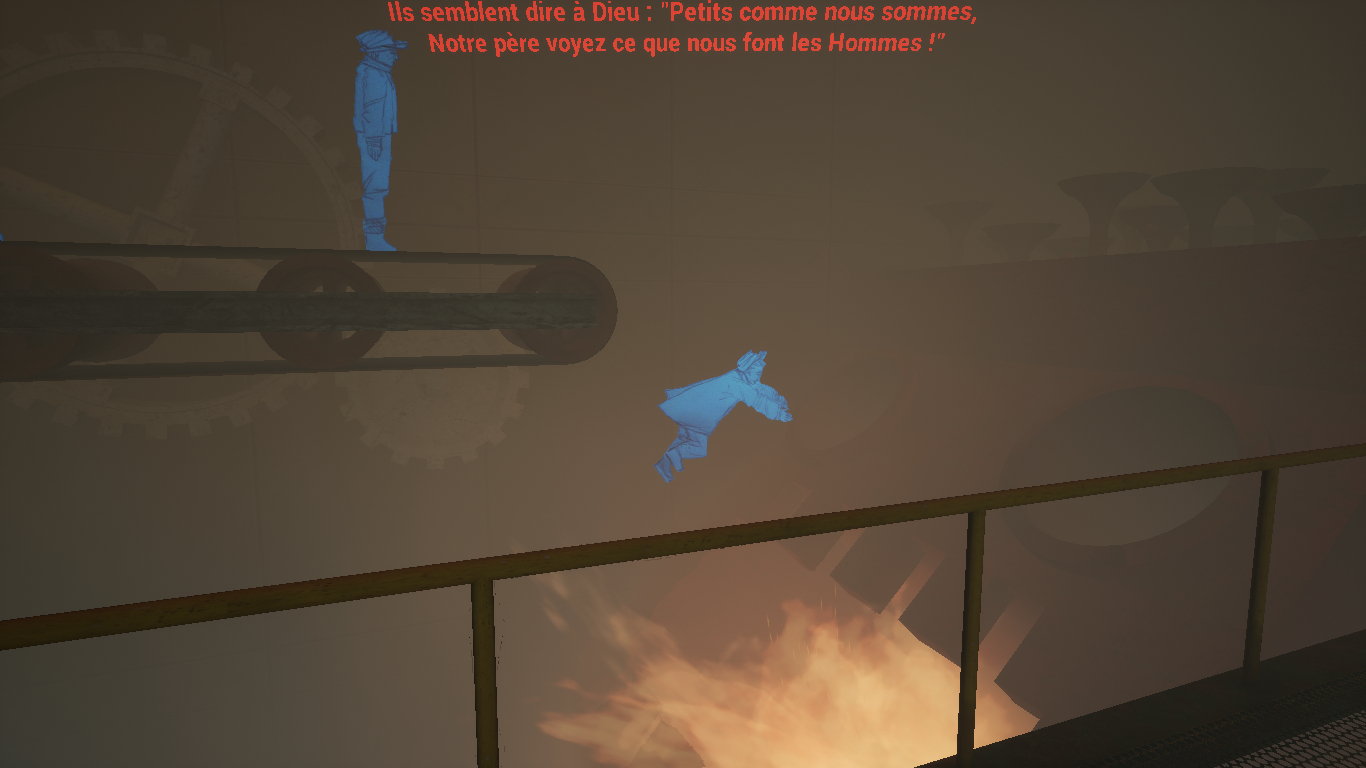 Ils semblent dire à Dieu : "Petits comme nous sommes,
Notre père voyez ce que nous font les Hommes !"